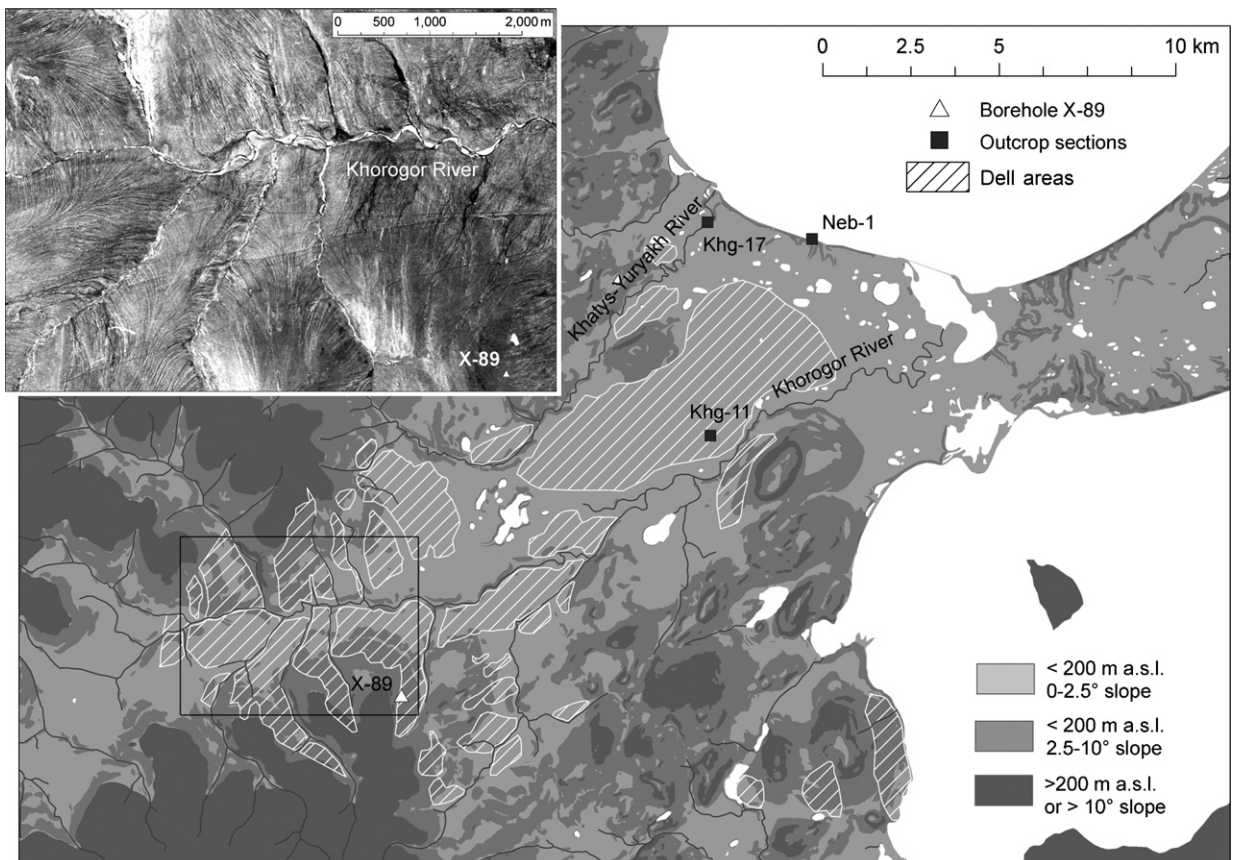 0 500 1,000 2,000 m
Khorogor River
X-89
0 2.5 5 10 km
Borehole X-89
Outcrop sections
Dell areas
Khatys-Yuryakh River
Khg-17
Neb-1
Khorogor River
Khg-11
X-89
< 200 m a.s.l.
0-2.5° slope
< 200 m a.s.l.
2.5-10° slope
>200 m a.s.l.
or > 10° slope